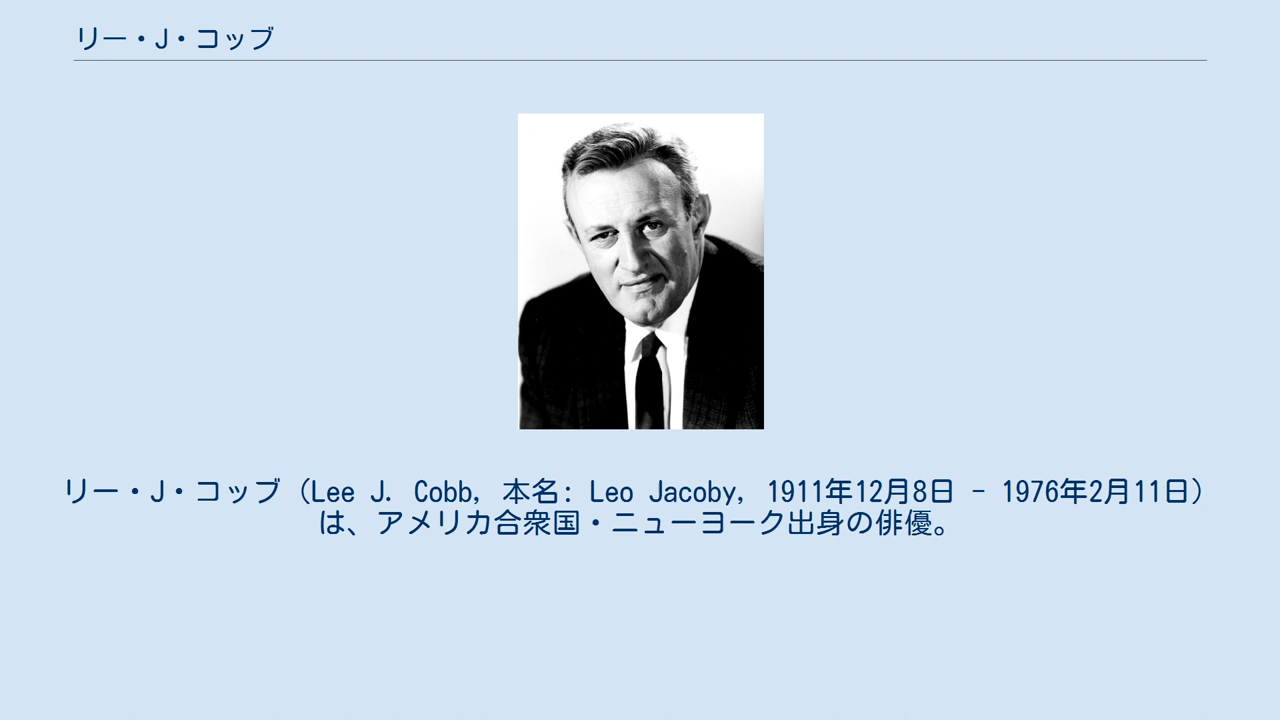 リー・J・コッブ
リー・J・コッブ（Lee J. Cobb, 本名: Leo Jacoby, 1911年12月8日 - 1976年2月11日）
は、アメリカ合衆国・ニューヨーク出身の俳優。